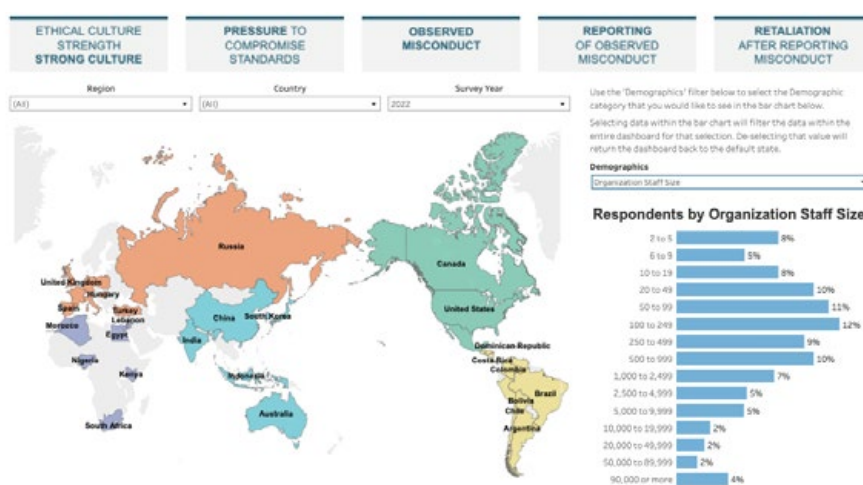 ETHICAL CULTURE
STRENGTH
STRONG CULTURE
PRESSURE TO
COMPROMISE
STANDARDS
OBSERVED
MISCONDUCT
REPORTING
OF OBSERVED
MISCONDUCT
RETALIATION
AFTER REPORTING
MISCONDUCT
Region
Country
Survey Year
(All)
(All)
2022
Use the 'Demographics' filter below to select the Demographic
category that you would like to see in the bar chart below.
Selecting data within the bar chart will filter the data within the
entire dashboard for that selection. De-selecting that value will
return the dashboard back to the default state.
Demographics
Organization Staff Size
Russia
United Kingdom
Hungary
Spain
Turkey
Lebanon
Morocco
Egypt
Nigeria
Kenya
South Africa
China
South Korea
India
Indonesia
Australia
Canada
United States
Dominican Republic
Costa Rica
Colombia
Brazil
Bolivia
Chile
Argentina
Respondents by Organization Staff Size
2 to 5 8%
6 to 9 5%
10 to 19 8%
20 to 49 10%
50 to 99 11%
100 to 249 12%
250 to 499 9%
500 to 999 10%
1,000 to 2,499 7%
2,500 to 4,999 5%
5,000 to 9,999 5%
10,000 to 19,999 2%
20,000 to 49,999 2%
50,000 to 89,999 2%
90,000 or more 4%